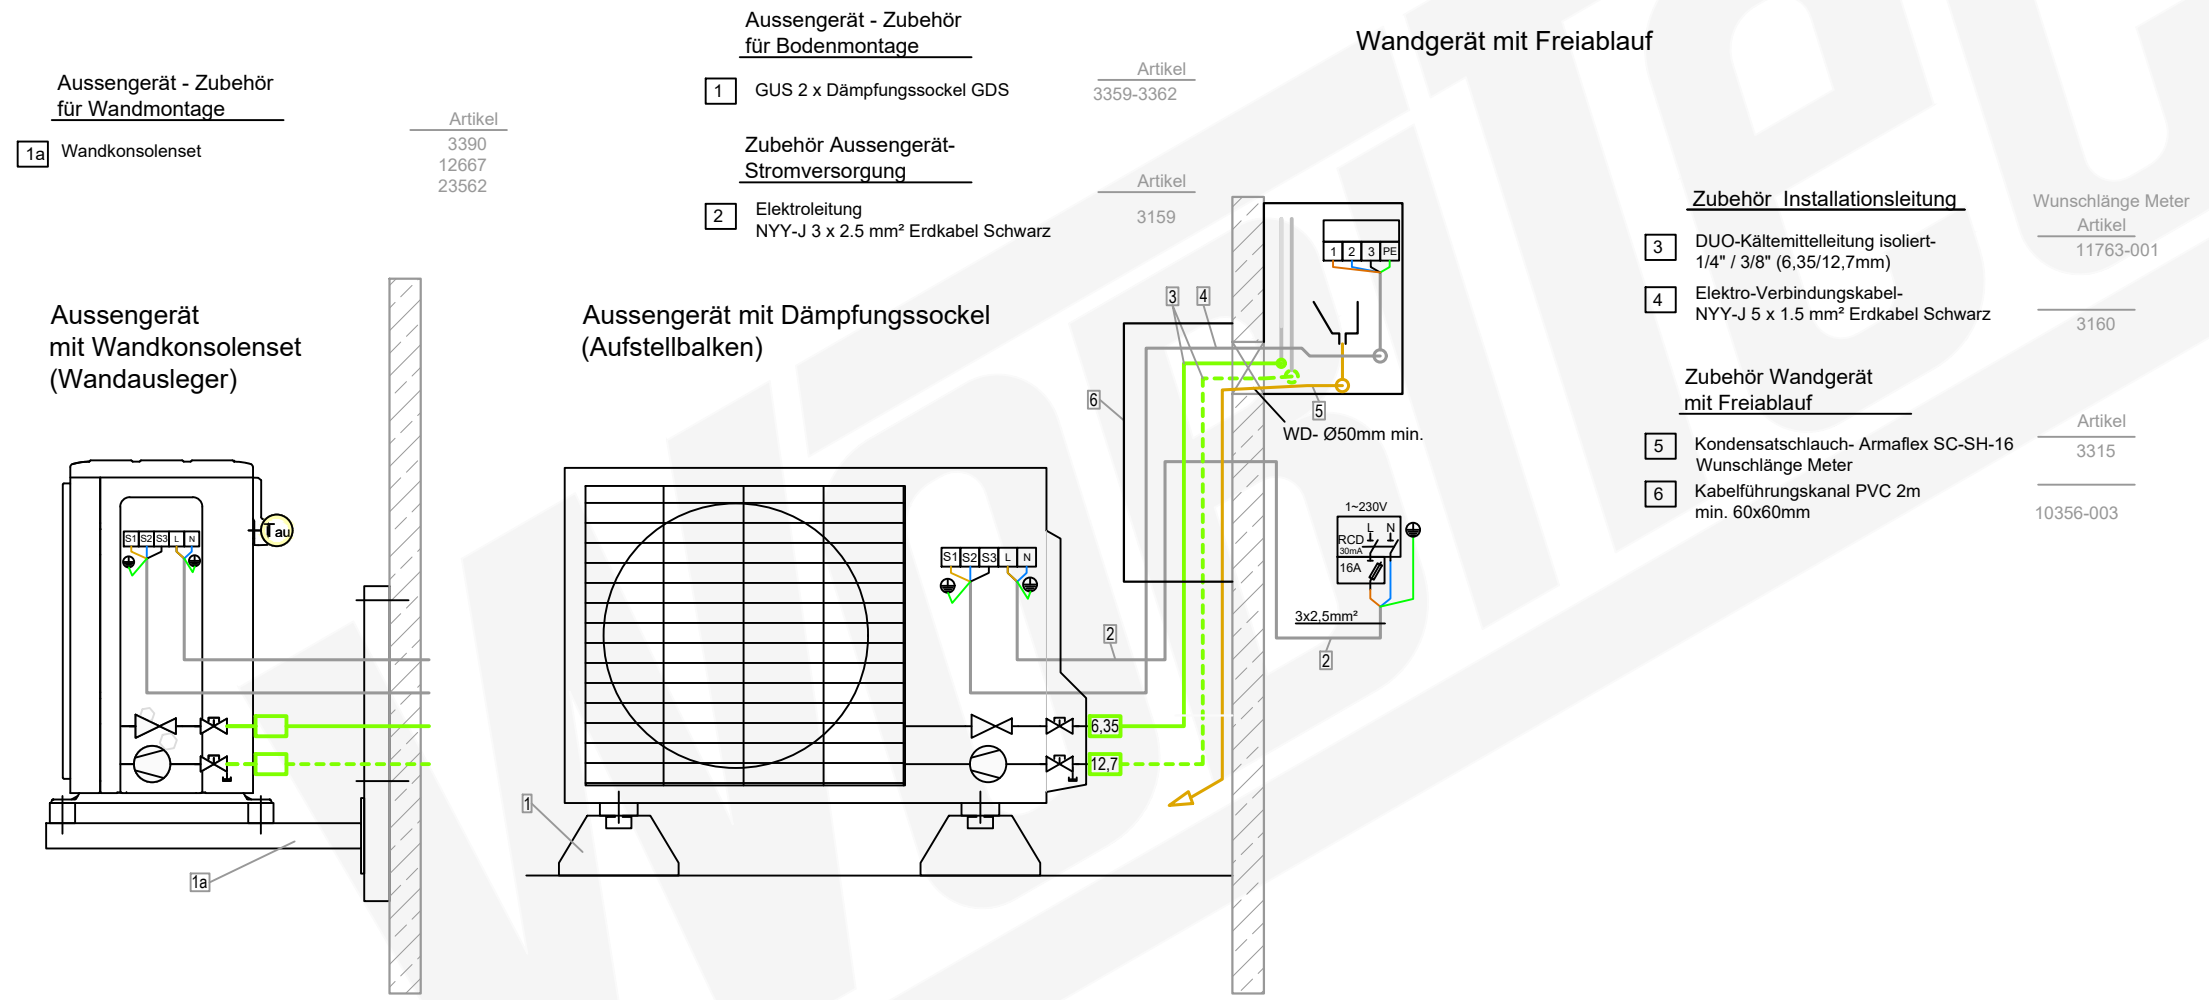 Aussengerät - Zubehör
für Wandmontage
Artikel
1a Wandkonsolenset
3390
12667
23562
Aussengerät - Zubehör
für Bodenmontage
Artikel
1 GUS 2 x Dämpfungssockel GDS
3359-3362
Zubehör Aussengerät-
Stromversorgung
Artikel
2 Elektroleitung
NYY-J 3 x 2.5 mm² Erdkabel Schwarz
3159
Wandgerät mit Freiablauf
Zubehör Installationsleitung
Wunschlänge Meter
Artikel
3 DUO-Kältemittelleitung isoliert-
1/4" / 3/8" (6,35/12,7mm)
11763-001
4 Elektro-Verbindungskabel-
NYY-J 5 x 1.5 mm² Erdkabel Schwarz
3160
Zubehör Wandgerät
mit Freiablauf
Artikel
5 Kondensatschlauch- Armaflex SC-SH-16
Wunschlänge Meter
3315
6 Kabelführungskanal PVC 2m
min. 60x60mm
10356-003
Aussengerät
mit Wandkonsolenset
(Wandausleger)
S1 S2 S3 L N
Tau
1a
Aussengerät mit Dämpfungssockel
(Aufstellbalken)
S1 S2 S3 L N
6,35
12,7
1
2
3
4
6
5
1 2 3 PE
WD- Ø50mm min.
1~230V
L N
RCD
30mA
16A
3x2,5mm²
2